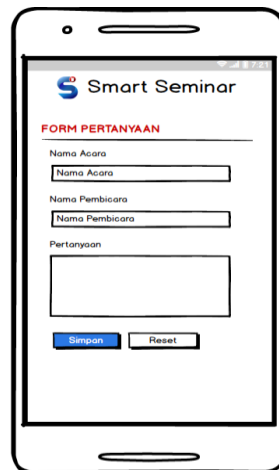 Smart Seminar
FORM PERTANYAAN
Nama Acara
Nama Acara
Nama Pembicara
Nama Pembicara
Pertanyaan
Simpan Reset